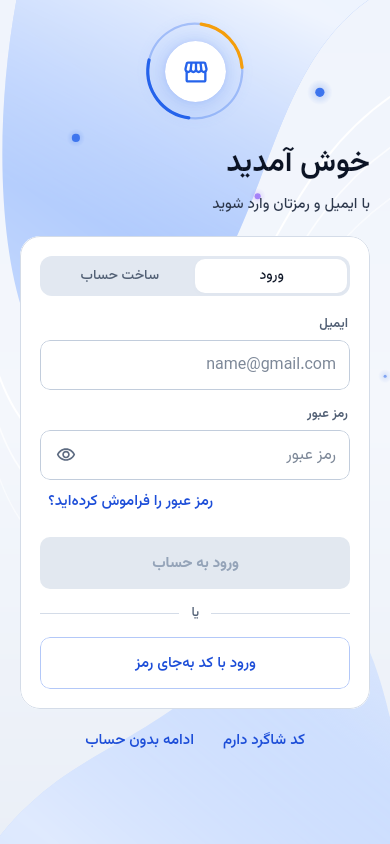 خوش آمدید
با ایمیل و رمزتان وارد شوید
ورود
ساخت حساب
ایمیل
name@gmail.com
رمز عبور
رمز عبور
رمز عبور را فراموش کرده‌اید؟
ورود به حساب
یا
ورود با کد به‌جای رمز
کد شاگرد دارم
ادامه بدون حساب